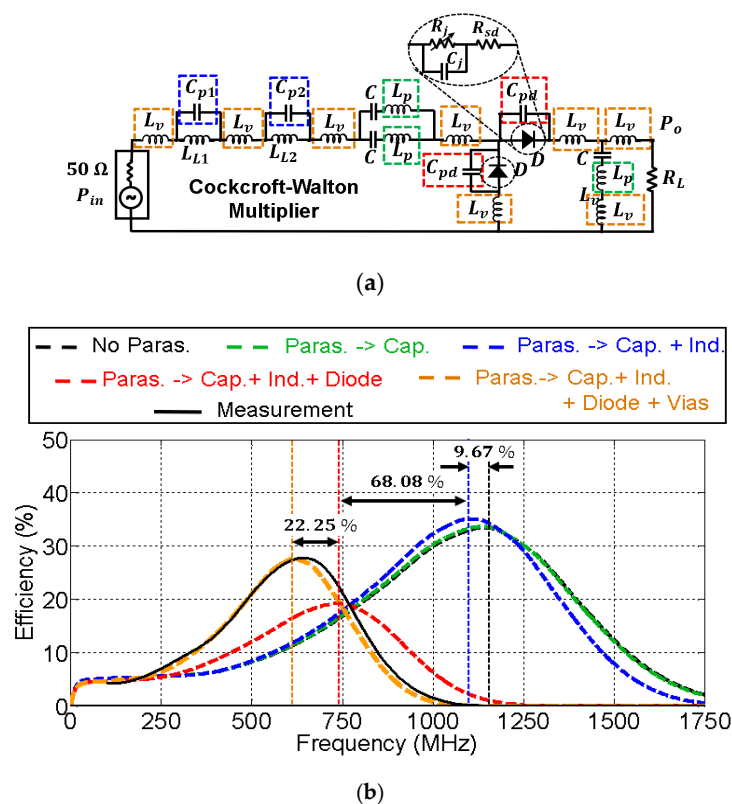 (a)
R_j R_sd
C_j
C_p1 C_p2 C L_p C_pd
L_v L_v L_v L_v L_v L_v P_o
L_L1 L_L2 C L_p D C
50 Ω C_pd D L_p R_L
P_in Cockcroft-Walton L_v
Multiplier L_v L_v
(a)
No Paras. Paras. -> Cap. Paras. -> Cap. + Ind.
Paras. -> Cap.+ Ind.+ Diode Paras.-> Cap.+ Ind.
Measurement + Diode + Vias
50
40
30
20
10
0
Efficiency (%)
9.67 %
68.08 %
22.25 %
0 250 500 750 1000 1250 1500 1750
Frequency (MHz)
(b)